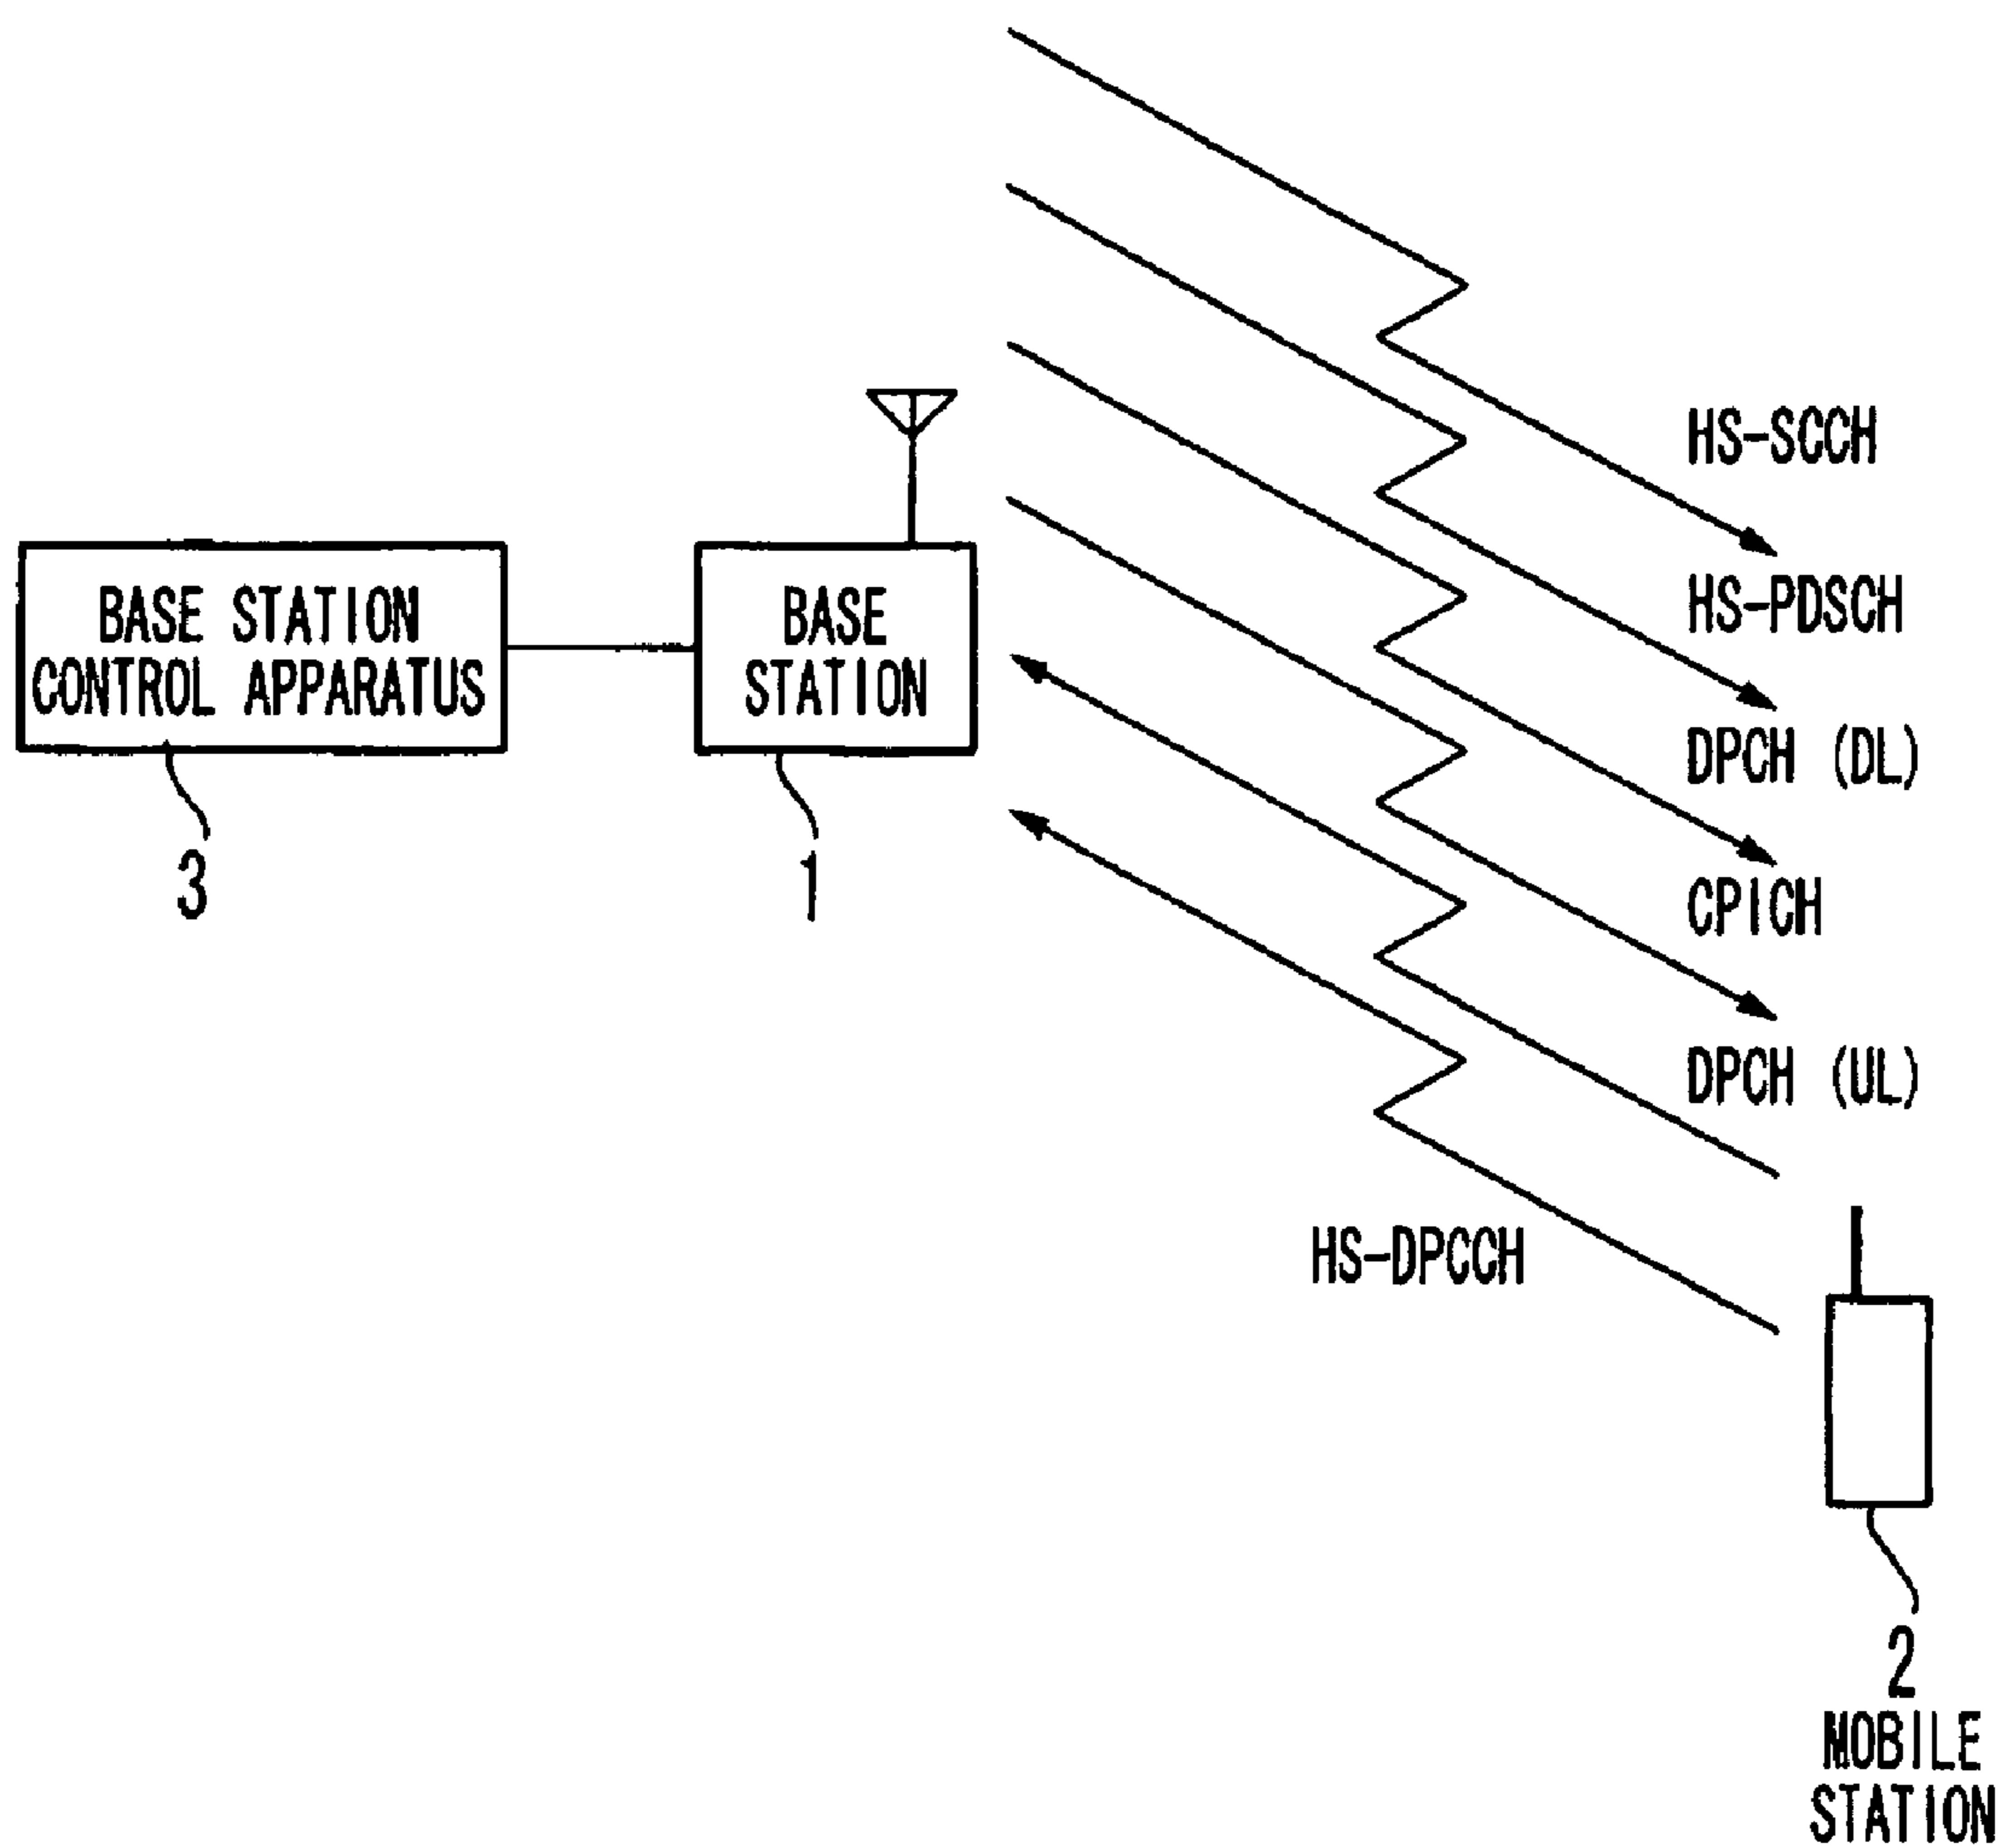 HS-SCCH
BASE STATION
CONTROL APPARATUS
BASE
STATION
HS-PDSCH
DPCH (DL)
3
1
CPICH
DPCH (UL)
HS-DPCCH
2
MOBILE
STATION